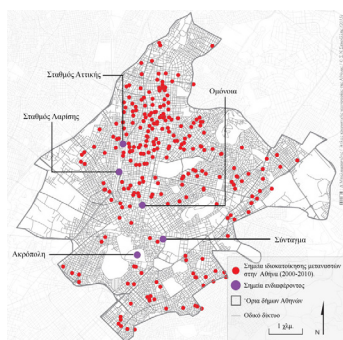 Σταθμός Αττικής
Ομόνοια
Σταθμός Λαρίσης
Ακρόπολη
Σύνταγμα
Σημεία ιδιοκατοίκησης μεταναστών
στην Αθήνα (2000-2010)
Σημεία ενδιαφέροντος
Όρια δήμων Αθηνών
Οδικό δίκτυο
1 χλμ.
N